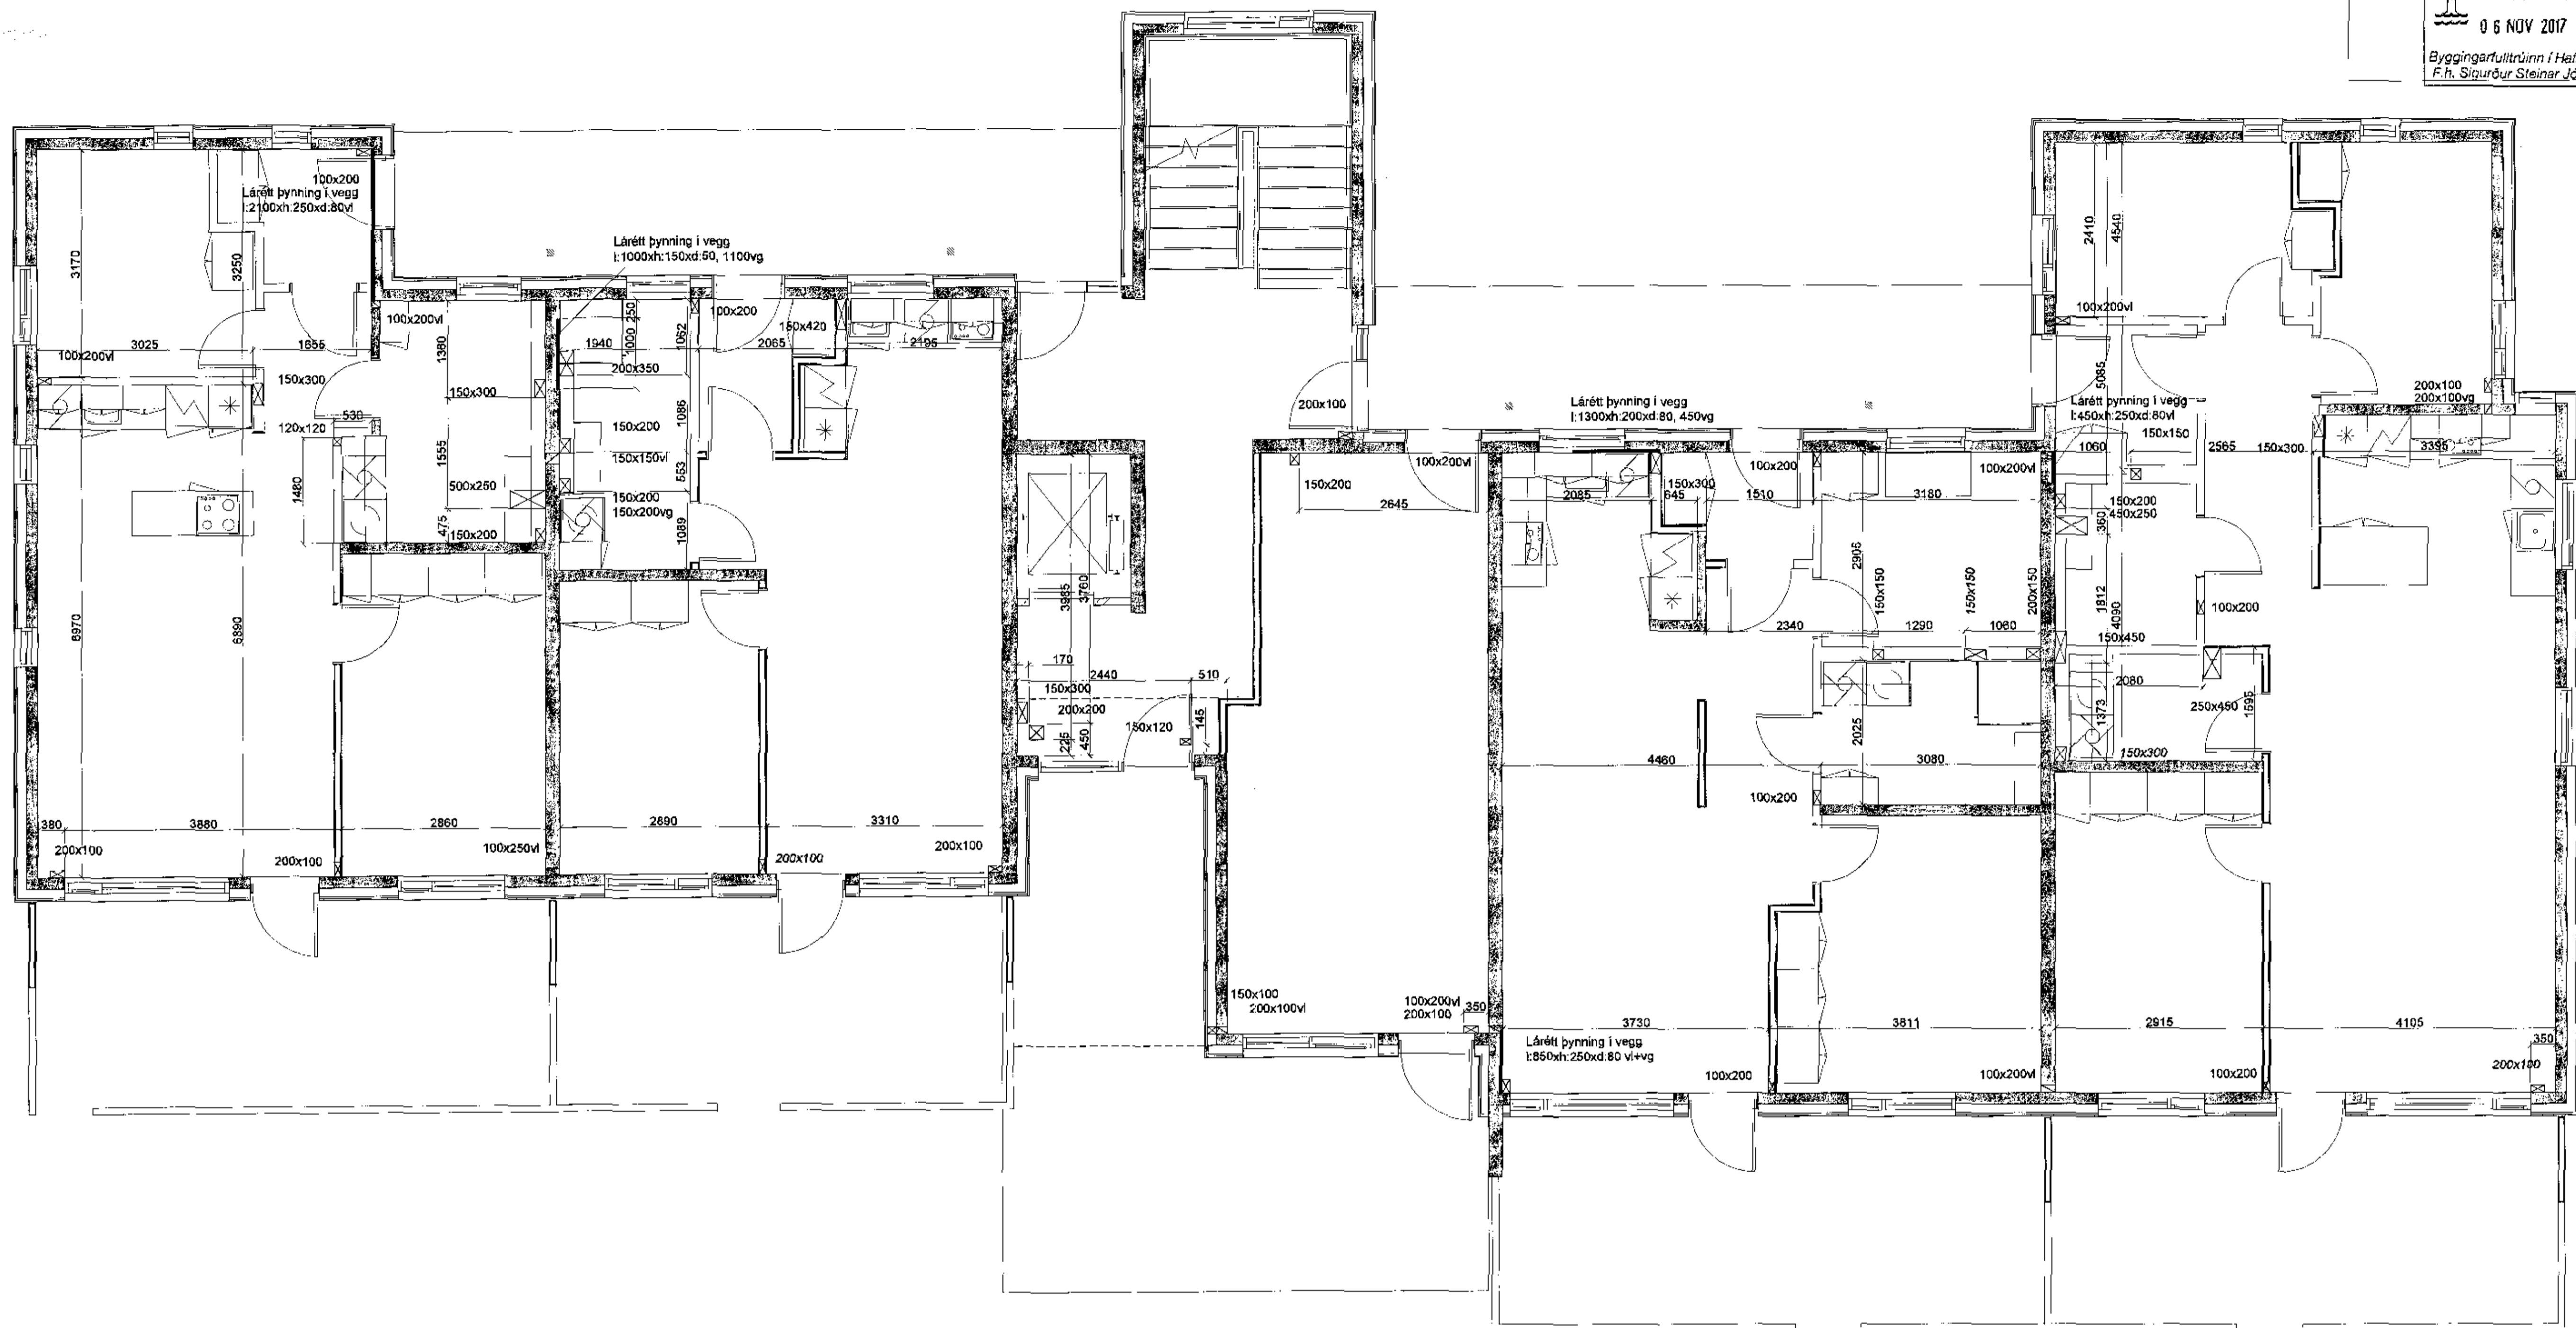 0 6 NOV 2017
Byggingarfulltrúinn í Haf
F.h. Sigurður Steinar Jó
100x200
Lárétt þynning í vegg
l:2100xh:250xd:80vl
3170
3250
3025
1655
100x200vl
150x300
530
120x120
1480
6970
6890
380
3880
200x100
200x100
100x200vl
1380
150x300
1555
500x250
475
150x200
2860
100x250vl
Lárétt þynning í vegg
l:1000xh:150xd:50, 1100vg
250
1000
1940
200x350
1062
100x200
2065
150x420
2195
150x200
1086
150x150vl
553
150x200
150x200vg
1089
2890
3310
200x100
200x100
3985
3760
170
2440
510
150x300
200x200
150x120
145
225
450
200x100
150x200
2645
100x200vl
150x100
200x100vl
100x200vl
200x100
350
Lárétt þynning í vegg
l:1300xh:200xd:80, 450vg
2085
645
150x300
1510
100x200
3180
100x200vl
2906
150x150
150x150
200x150
2340
1290
1060
2025
4460
3080
100x200
3730
3811
Lárétt þynning í vegg
l:850xh:250xd:80 vl+vg
100x200
100x200vl
2410
4540
100x200vl
5085
Lárétt þynning í vegg
l:450xh:250xd:80vl
1060
150x150
2565
150x300
3395
200x100
200x100vg
150x200
450x250
360
1812
4090
100x200
150x450
2080
250x450
1595
1373
150x300
2915
4105
350
100x200
200x100